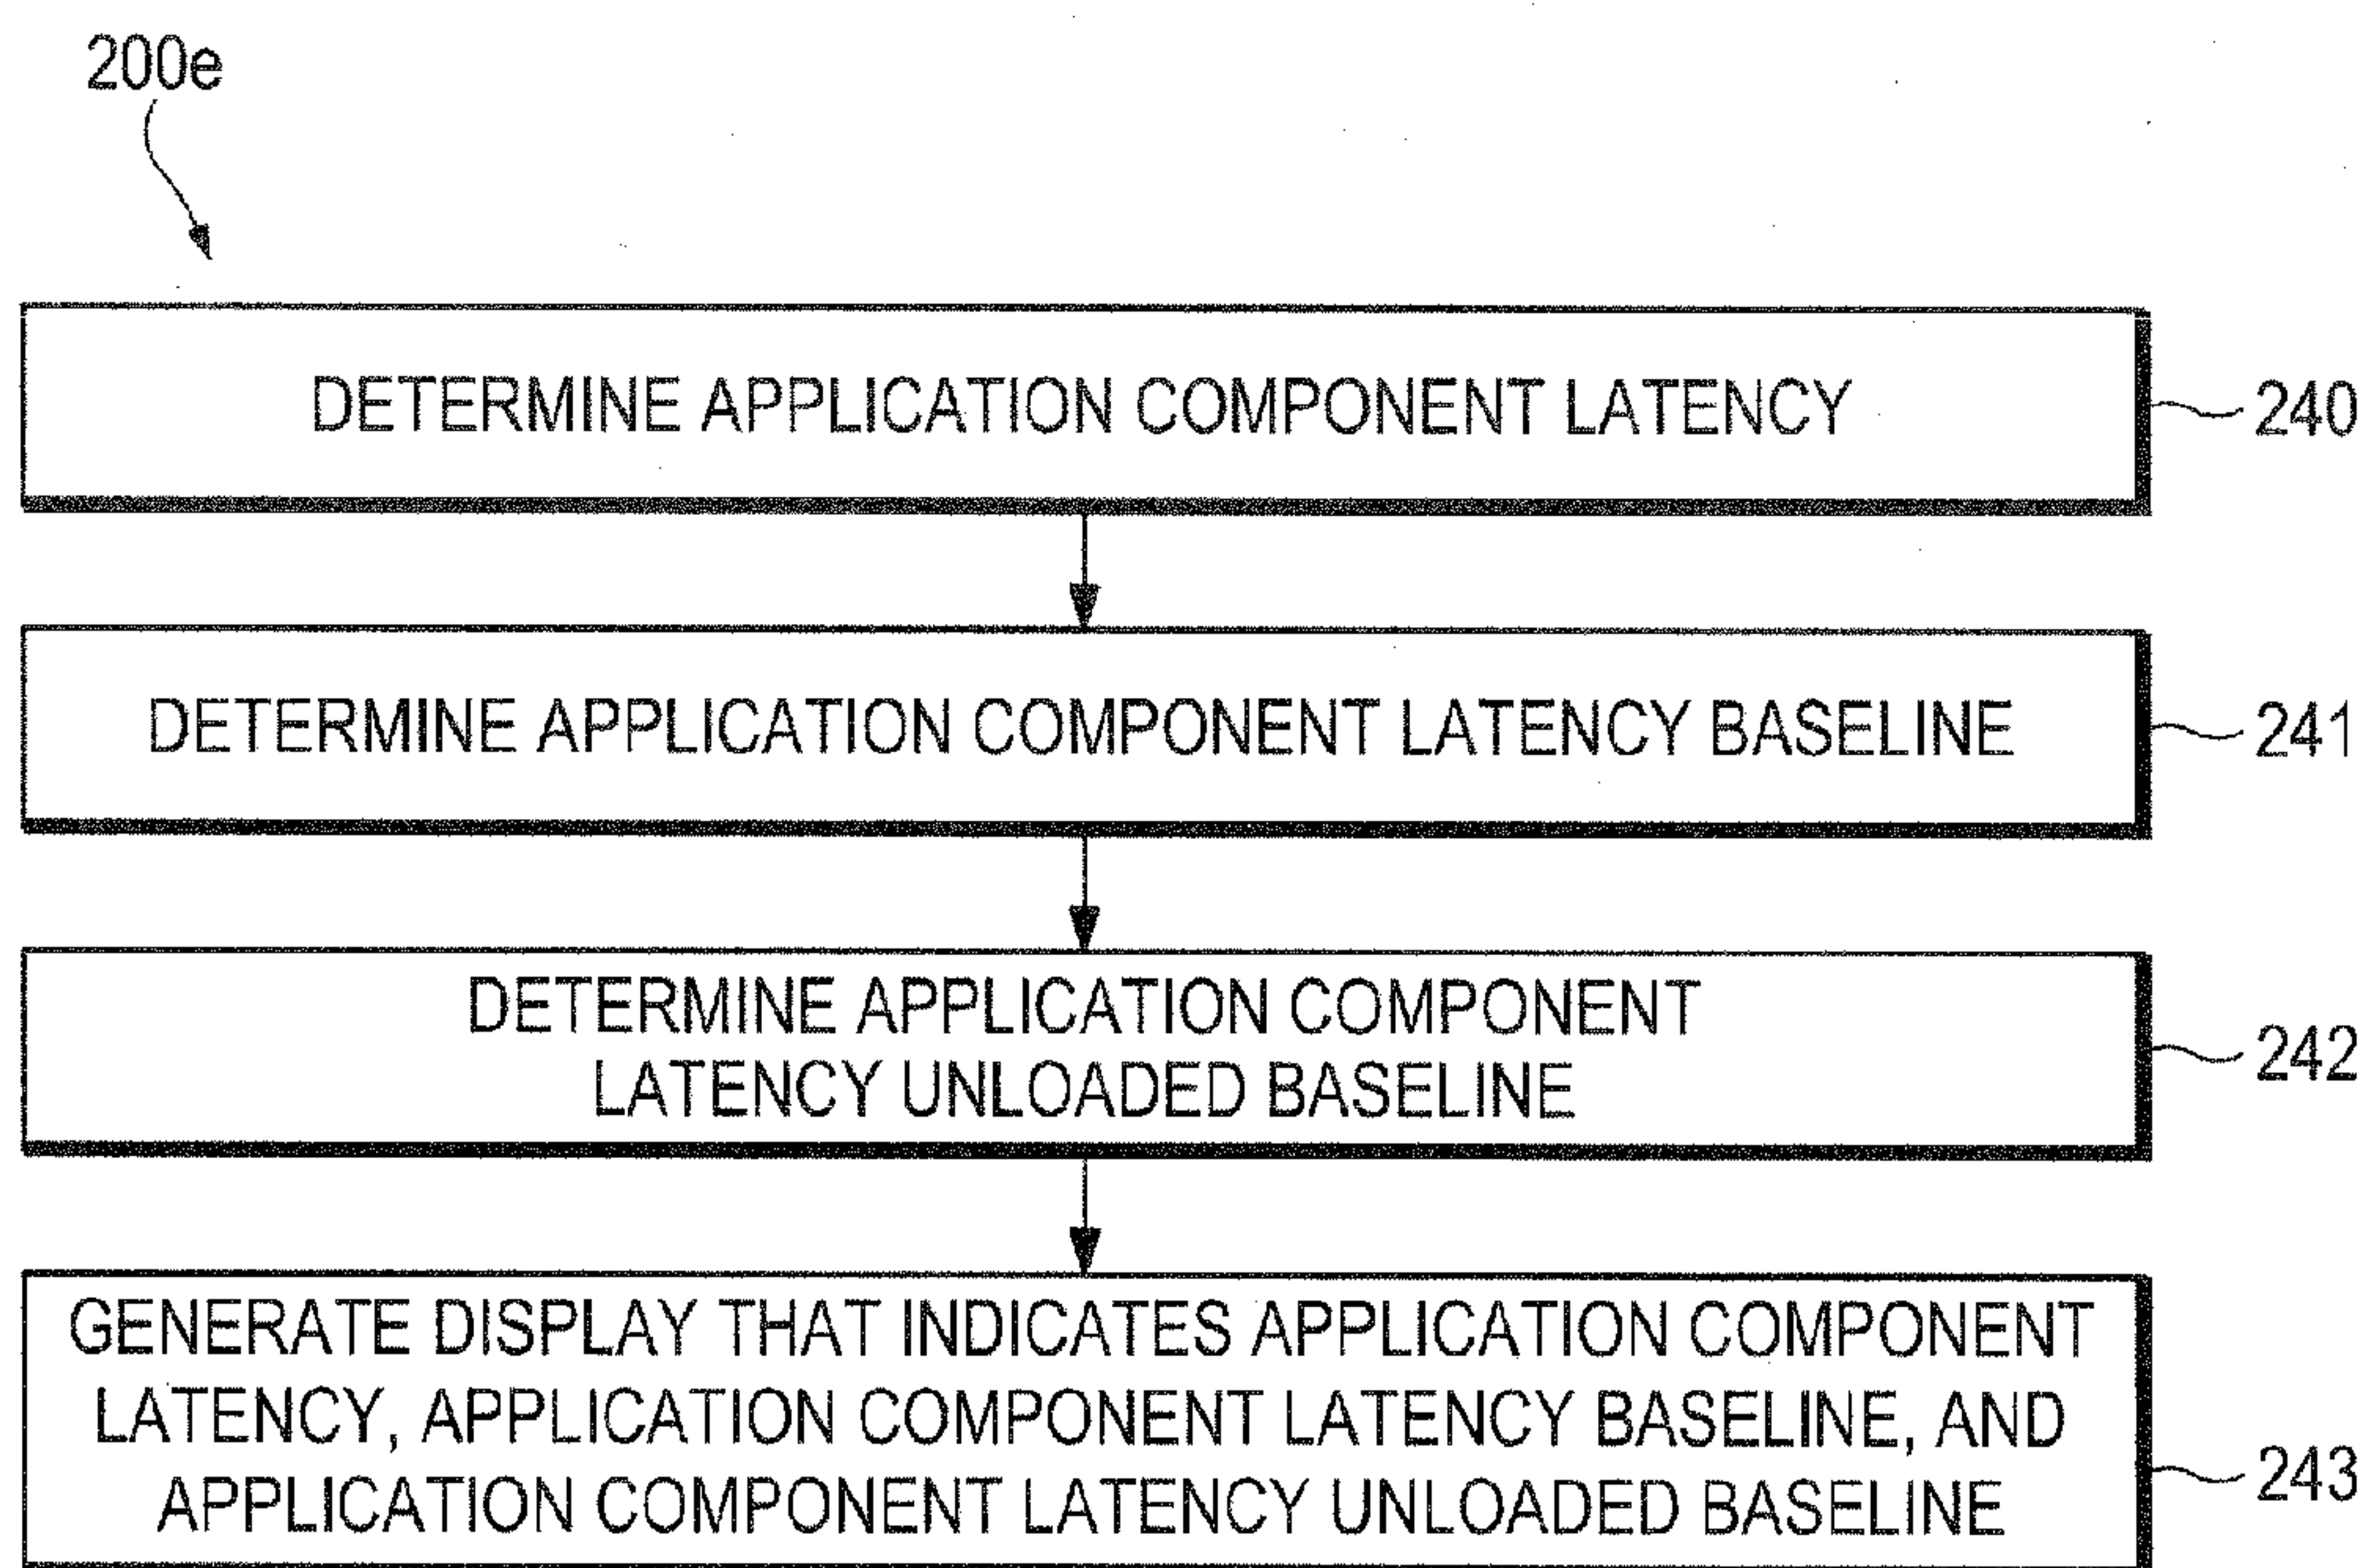 200e
DETERMINE APPLICATION COMPONENT LATENCY
240
DETERMINE APPLICATION COMPONENT LATENCY BASELINE
241
DETERMINE APPLICATION COMPONENT
LATENCY UNLOADED BASELINE
242
GENERATE DISPLAY THAT INDICATES APPLICATION COMPONENT
LATENCY, APPLICATION COMPONENT LATENCY BASELINE, AND
APPLICATION COMPONENT LATENCY UNLOADED BASELINE
243